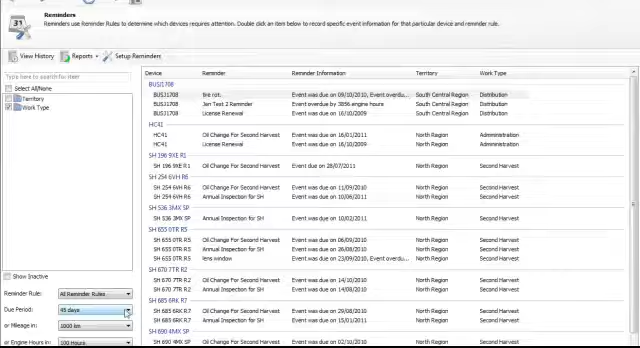 Reminders
Reminders use Reminder Rules to determine which devices requires attention. Double click an item below to record specific event information for that particular device and reminder rule.
View History Reports Setup Reminders
Type here to search for item
Select All/None
Territory
Work Type
Device Reminder Reminder Information Territory Work Type
BUSJ1708
BUSJ1708 tire rot. Event was due on 09/10/2010, Event overdu... South Central Region Distribution
BUSJ1708 Jen Test 2 Reminder Event overdue by 3856 engine hours South Central Region Distribution
BUSJ1708 License Renewal Event was due on 16/10/2009 South Central Region Distribution
HC41
HC41 Oil Change For Second Harvest Event was due on 16/01/2011 North Region Administration
HC41 License Renewal Event was due on 16/10/2009 North Region Administration
SH 196 9XE R1
SH 196 9XE R1 Oil Change For Second Harvest Event due on 28/07/2011 North Region Second Harvest
SH 254 6VH R6
SH 254 6VH R6 Oil Change For Second Harvest Event was due on 11/09/2010 North Region Second Harvest
SH 254 6VH R6 Annual Inspection for SH Event was due on 10/06/2011 North Region Second Harvest
SH 536 3MX SP
SH 536 3MX SP Annual Inspection for SH Event was due on 10/02/2011 North Region Second Harvest
SH 655 0TR R5
SH 655 0TR R5 Oil Change For Second Harvest Event was due on 06/09/2010 North Region Second Harvest
SH 655 0TR R5 Annual Inspection for SH Event was due on 26/08/2010 North Region Second Harvest
SH 655 0TR R5 lens window Event was due on 23/09/2010, Event overdu... North Region Second Harvest
SH 670 7TR R2
SH 670 7TR R2 Oil Change For Second Harvest Event was due on 14/10/2010 North Region Second Harvest
SH 670 7TR R2 Annual Inspection for SH Event was due on 14/08/2010 North Region Second Harvest
SH 685 6RK R7
SH 685 6RK R7 Oil Change For Second Harvest Event was due on 29/08/2010 North Region Second Harvest
SH 685 6RK R7 Annual Inspection for SH Event was due on 15/01/2011 North Region Second Harvest
SH 690 4MX SP
SH 690 4MX SP Oil Change For Second Harvest Event was due on 02/10/2010 North Region Second Harvest
Show Inactive
Reminder Rule: All Reminder Rules
Due Period: 45 days
or Mileage in: 1000 km
or Engine Hours in: 100 Hours